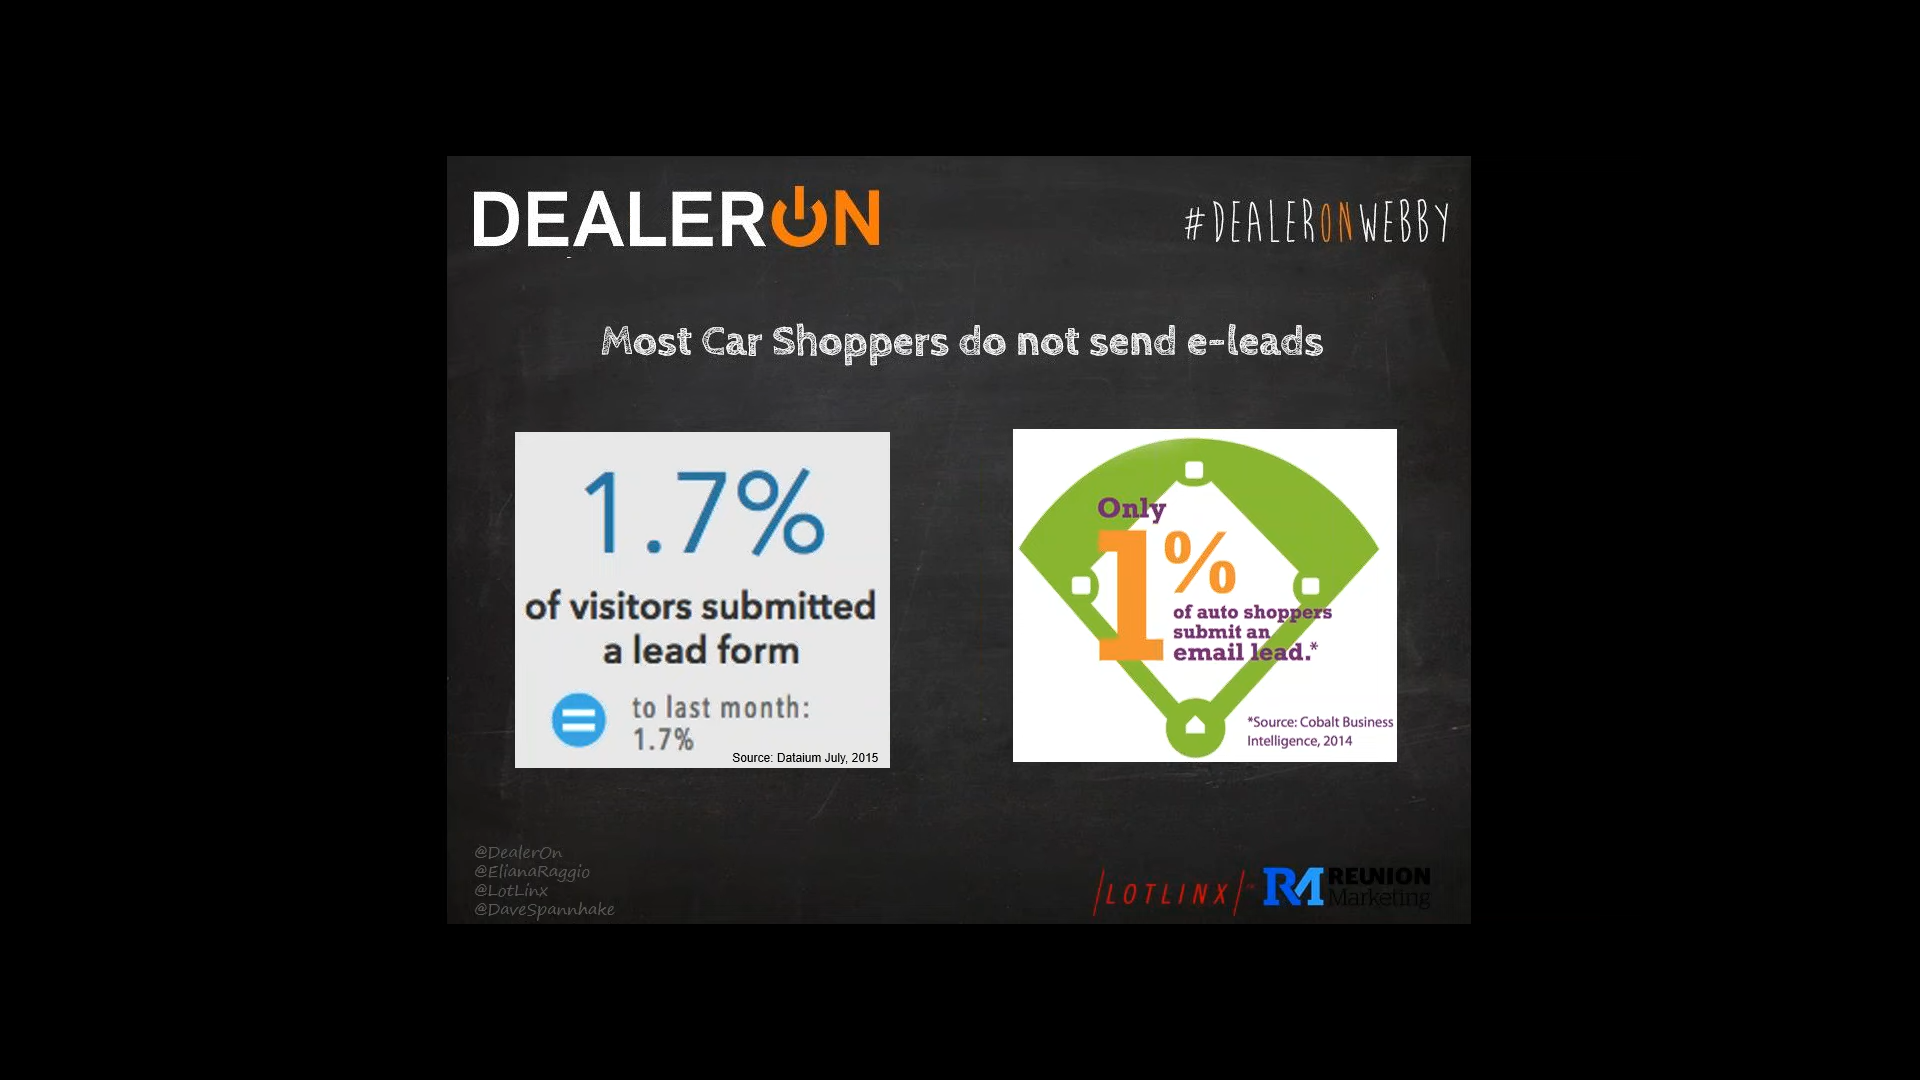 DEALERON
#DEALERONWEBBY
Most Car Shoppers do not send e-leads
1.7%
of visitors submitted
a lead form
to last month:
1.7%
Source: Dataium July, 2015
Only
1%
of auto shoppers
submit an
email lead.*
*Source: Cobalt Business
Intelligence, 2014
@DealerOn
@ElianaRaggio
@LotLinx
@DaveSpannhake
/LOTLINX/
RM REUNION
Marketing